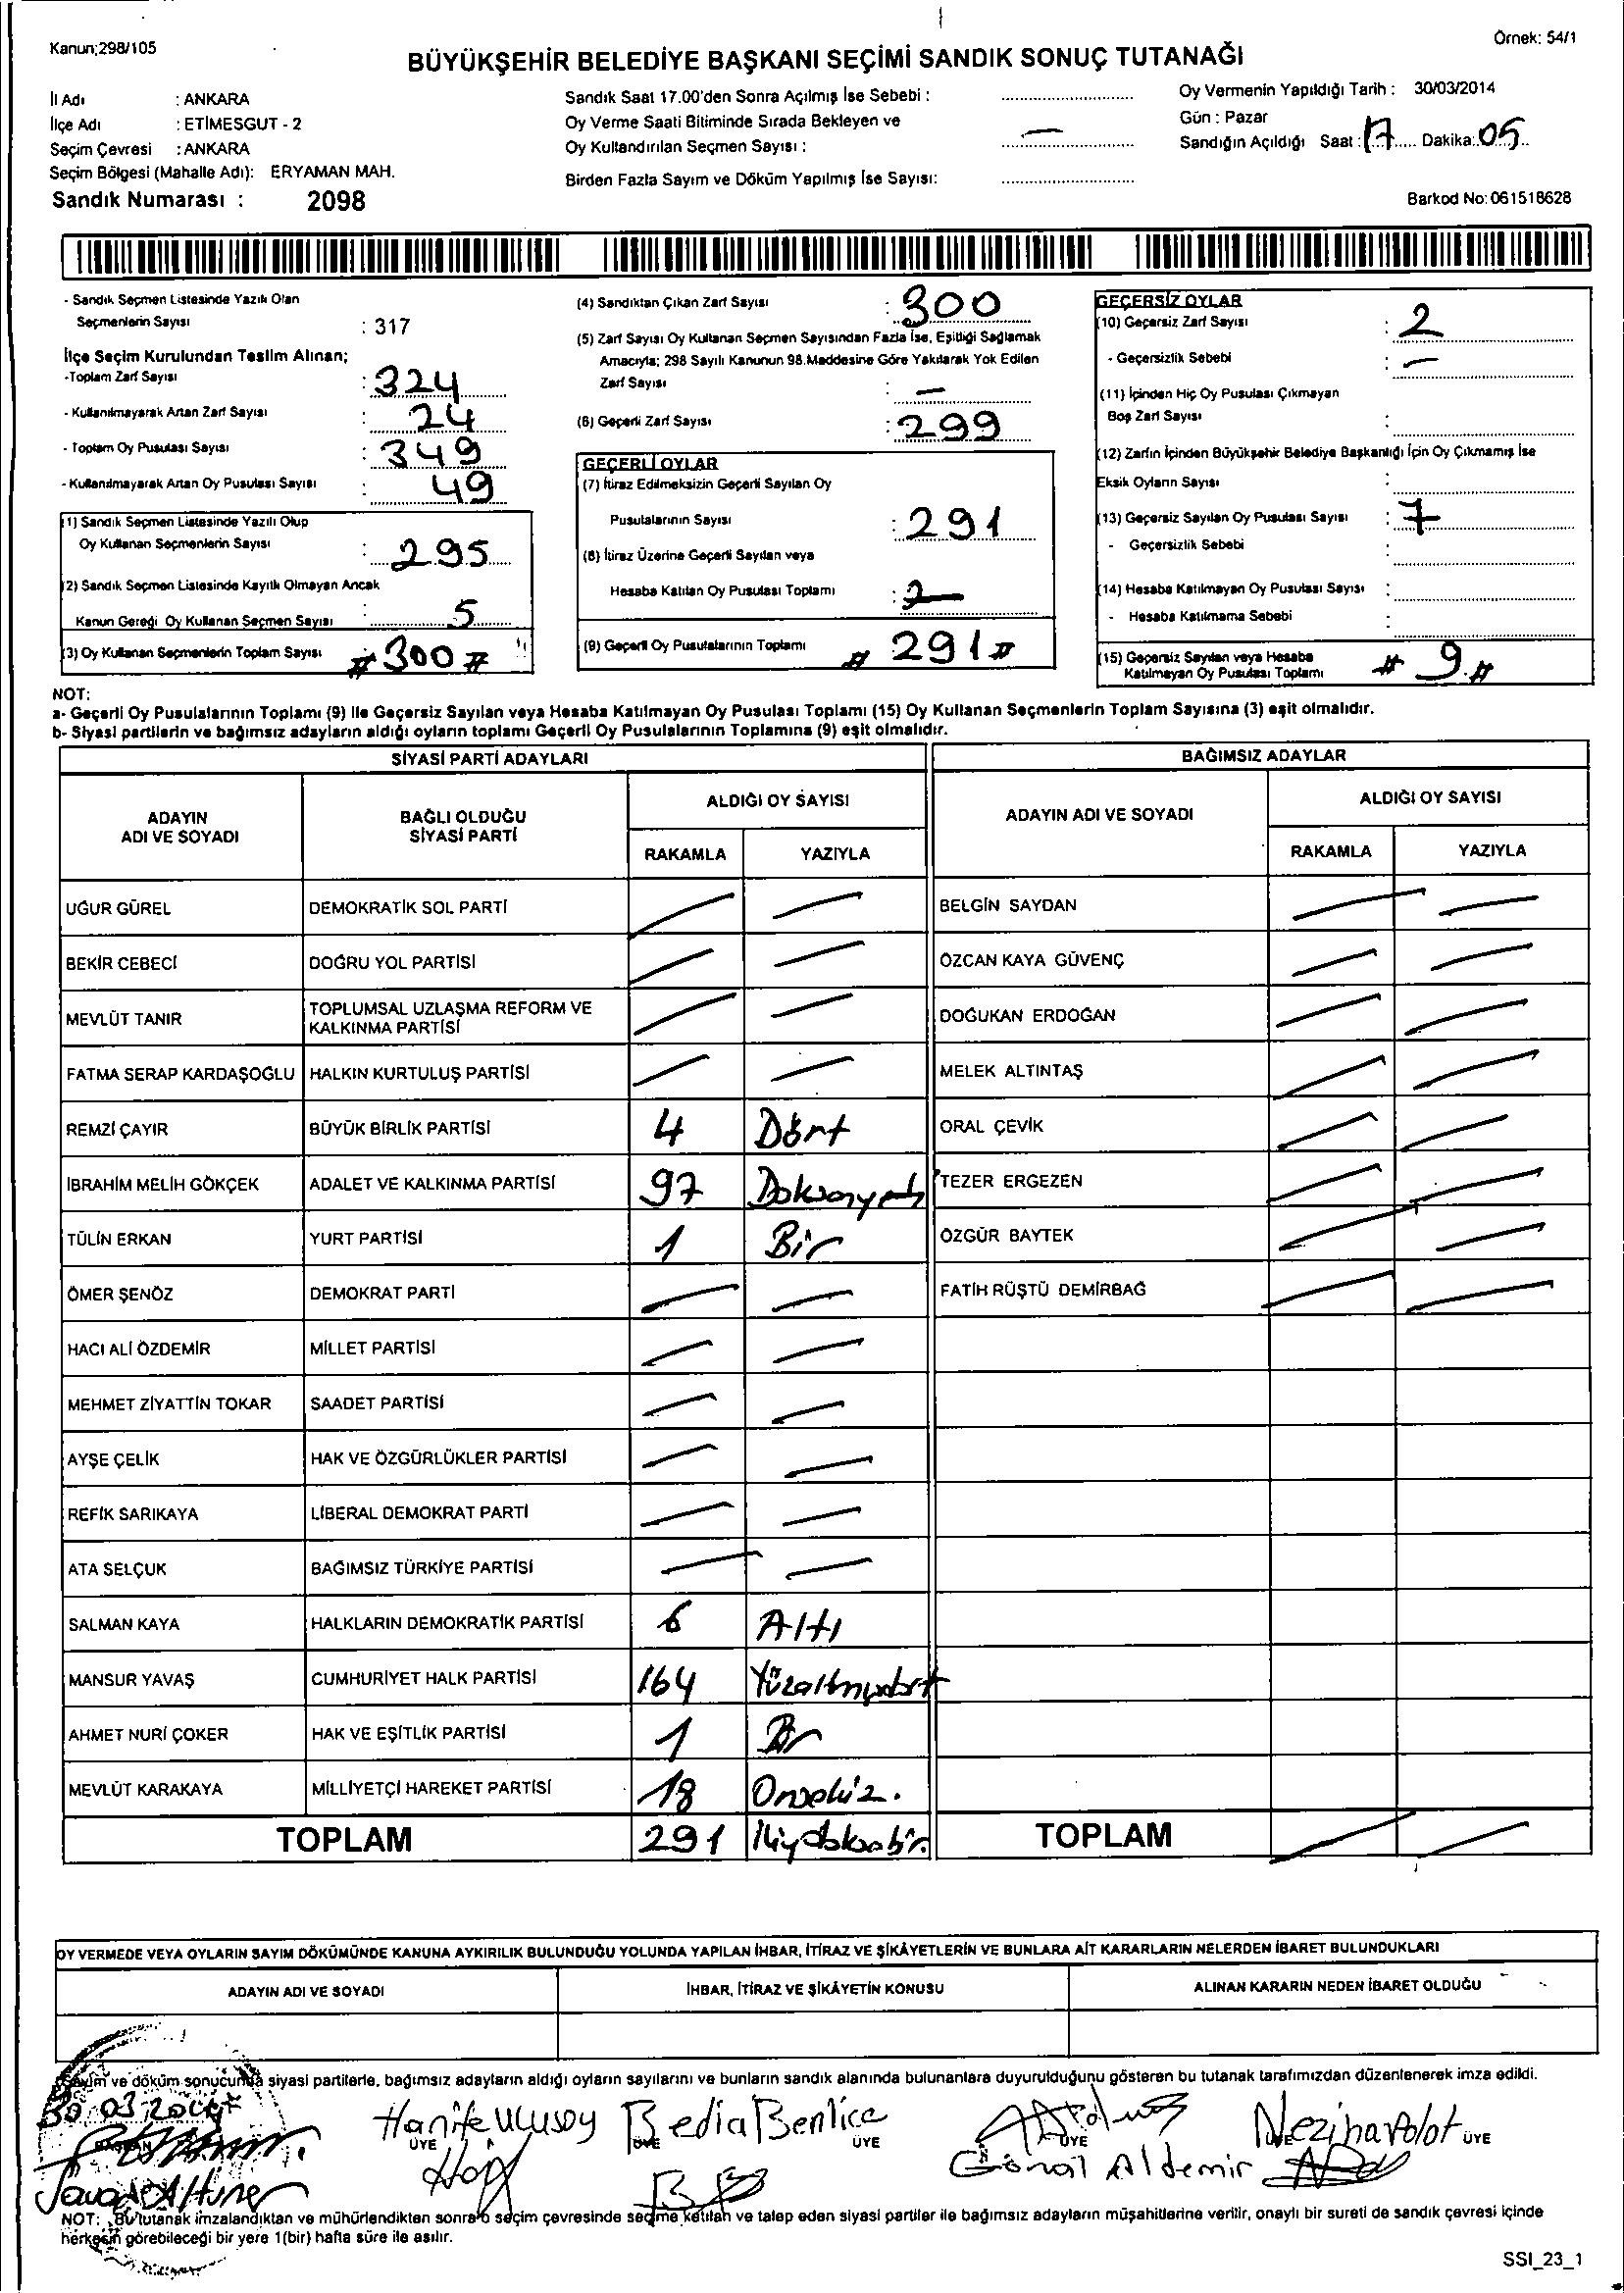 Kanun;298/105
Örnek: 54/1
BÜYÜKŞEHİR BELEDİYE BAŞKANI SEÇİMİ SANDIK SONUÇ TUTANAĞI
İl Adı : ANKARA
İlçe Adı : ETİMESGUT - 2
Seçim Çevresi : ANKARA
Seçim Bölgesi (Mahalle Adı): ERYAMAN MAH.
Sandık Numarası : 2098
Sandık Saat 17.00'den Sonra Açılmış İse Sebebi :
Oy Verme Saati Bitiminde Sırada Bekleyen ve
Oy Kullandırılan Seçmen Sayısı : —
Birden Fazla Sayım ve Döküm Yapılmış İse Sayısı:
Oy Vermenin Yapıldığı Tarih : 30/03/2014
Gün : Pazar
Sandığın Açıldığı Saat : 17 Dakika: 05
Barkod No: 061518628
- Sandık Seçmen Listesinde Yazılı Olan
Seçmenlerin Sayısı : 317
İlçe Seçim Kurulundan Teslim Alınan;
-Toplam Zarf Sayısı : 324
- Kullanılmayarak Artan Zarf Sayısı : 24
- Toplam Oy Pusulası Sayısı : 349
- Kullanılmayarak Artan Oy Pusulası Sayısı : 49
(1) Sandık Seçmen Listesinde Yazılı Olup
Oy Kullanan Seçmenlerin Sayısı : 295
(2) Sandık Seçmen Listesinde Kayıtlı Olmayan Ancak
Kanun Gereği Oy Kullanan Seçmen Sayısı : 5
(3) Oy Kullanan Seçmenlerin Toplam Sayısı # 300 #
(4) Sandıktan Çıkan Zarf Sayısı : 300
(5) Zarf Sayısı Oy Kullanan Seçmen Sayısından Fazla İse, Eşitliği Sağlamak
Amacıyla; 298 Sayılı Kanunun 98.Maddesine Göre Yakılarak Yok Edilen
Zarf Sayısı : —
(6) Geçerli Zarf Sayısı : 299
GEÇERLİ OYLAR
(7) İtiraz Edilmeksizin Geçerli Sayılan Oy
Pusulalarının Sayısı : 291
(8) İtiraz Üzerine Geçerli Sayılan veya
Hesaba Katılan Oy Pusulası Toplamı :
(9) Geçerli Oy Pusulalarının Toplamı # 291 #
GEÇERSİZ OYLAR
(10) Geçersiz Zarf Sayısı : 2
- Geçersizlik Sebebi : —
(11) İçinden Hiç Oy Pusulası Çıkmayan
Boş Zarf Sayısı :
(12) Zarfın İçinden Büyükşehir Belediye Başkanlığı İçin Oy Çıkmamış İse
Eksik Oyların Sayısı :
(13) Geçersiz Sayılan Oy Pusulası Sayısı : 7
- Geçersizlik Sebebi :
(14) Hesaba Katılmayan Oy Pusulası Sayısı :
- Hesaba Katılmama Sebebi :
(15) Geçersiz Sayılan veya Hesaba
Katılmayan Oy Pusulası Toplamı # 9 #
NOT:
a- Geçerli Oy Pusulalarının Toplamı (9) ile Geçersiz Sayılan veya Hesaba Katılmayan Oy Pusulası Toplamı (15) Oy Kullanan Seçmenlerin Toplam Sayısına (3) eşit olmalıdır.
b- Siyasi partilerin ve bağımsız adayların aldığı oyların toplamı Geçerli Oy Pusulalarının Toplamına (9) eşit olmalıdır.
SİYASİ PARTİ ADAYLARI
ADAYIN ADI VE SOYADI
BAĞLI OLDUĞU SİYASİ PARTİ
ALDIĞI OY SAYISI
RAKAMLA YAZIYLA
UĞUR GÜREL DEMOKRATİK SOL PARTİ
BEKİR CEBECİ DOĞRU YOL PARTİSİ
MEVLÜT TANIR TOPLUMSAL UZLAŞMA REFORM VE
KALKINMA PARTİSİ
FATMA SERAP KARDAŞOĞLU HALKIN KURTULUŞ PARTİSİ
REMZİ ÇAYIR BÜYÜK BİRLİK PARTİSİ 4 Dört
İBRAHİM MELİH GÖKÇEK ADALET VE KALKINMA PARTİSİ 97 Doksanyedi
TÜLİN ERKAN YURT PARTİSİ 1 Bir
ÖMER ŞENÖZ DEMOKRAT PARTİ
HACI ALİ ÖZDEMİR MİLLET PARTİSİ
MEHMET ZİYATTİN TOKAR SAADET PARTİSİ
AYŞE ÇELİK HAK VE ÖZGÜRLÜKLER PARTİSİ
REFİK SARIKAYA LİBERAL DEMOKRAT PARTİ
ATA SELÇUK BAĞIMSIZ TÜRKİYE PARTİSİ
SALMAN KAYA HALKLARIN DEMOKRATİK PARTİSİ 6 Altı
MANSUR YAVAŞ CUMHURİYET HALK PARTİSİ 164 Yüzaltmışdört
AHMET NURİ ÇOKER HAK VE EŞİTLİK PARTİSİ 1 Bir
MEVLÜT KARAKAYA MİLLİYETÇİ HAREKET PARTİSİ 18 Onsekiz.
TOPLAM 291 İkiyüzdoksanbir
BAĞIMSIZ ADAYLAR
ADAYIN ADI VE SOYADI
ALDIĞI OY SAYISI
RAKAMLA YAZIYLA
BELGİN SAYDAN
ÖZCAN KAYA GÜVENÇ
DOĞUKAN ERDOĞAN
MELEK ALTINTAŞ
ORAL ÇEVİK
TEZER ERGEZEN
ÖZGÜR BAYTEK
FATİH RÜŞTÜ DEMİRBAĞ
TOPLAM
OY VERMEDE VEYA OYLARIN SAYIM DÖKÜMÜNDE KANUNA AYKIRILIK BULUNDUĞU YOLUNDA YAPILAN İHBAR, İTİRAZ VE ŞİKÂYETLERİN VE BUNLARA AİT KARARLARIN NELERDEN İBARET BULUNDUKLARI
ADAYIN ADI VE SOYADI İHBAR, İTİRAZ VE ŞİKÂYETİN KONUSU ALINAN KARARIN NEDEN İBARET OLDUĞU
Sayım ve döküm sonucunda siyasi partilerle, bağımsız adayların aldığı oyların sayılarını ve bunların sandık alanında bulunanlara duyurulduğunu gösteren bu tutanak tarafımızdan düzenlenerek imza edildi.
30.03.2014
Hanife Ulusoy Bedia Benlice Neziha Polat
BAŞKAN ÜYE ÜYE ÜYE ÜYE ÜYE ÜYE
Gönül Aldemir
NOT: Bu tutanak imzalandıktan ve mühürlendikten sonra o seçim çevresinde seçime katılan ve talep eden siyasi partiler ile bağımsız adayların müşahitlerine verilir, onaylı bir sureti de sandık çevresi içinde
herkesin görebileceği bir yere 1(bir) hafta süre ile asılır.
SSI_23_1